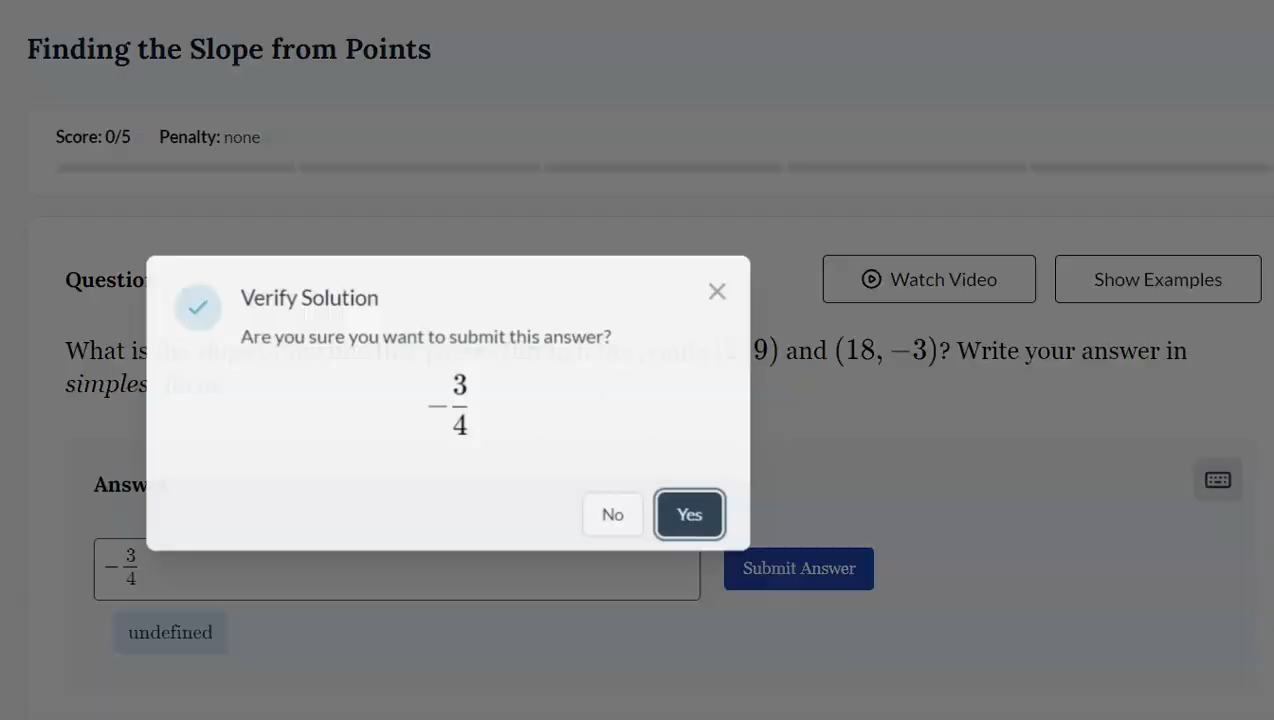 Finding the Slope from Points
Score: 0/5 Penalty: none
Questio
Watch Video
Show Examples
Verify Solution
Are you sure you want to submit this answer?
What is 9) and (18, −3)? Write your answer in
simples
−3/4
Answ
No
Yes
−3/4
Submit Answer
undefined